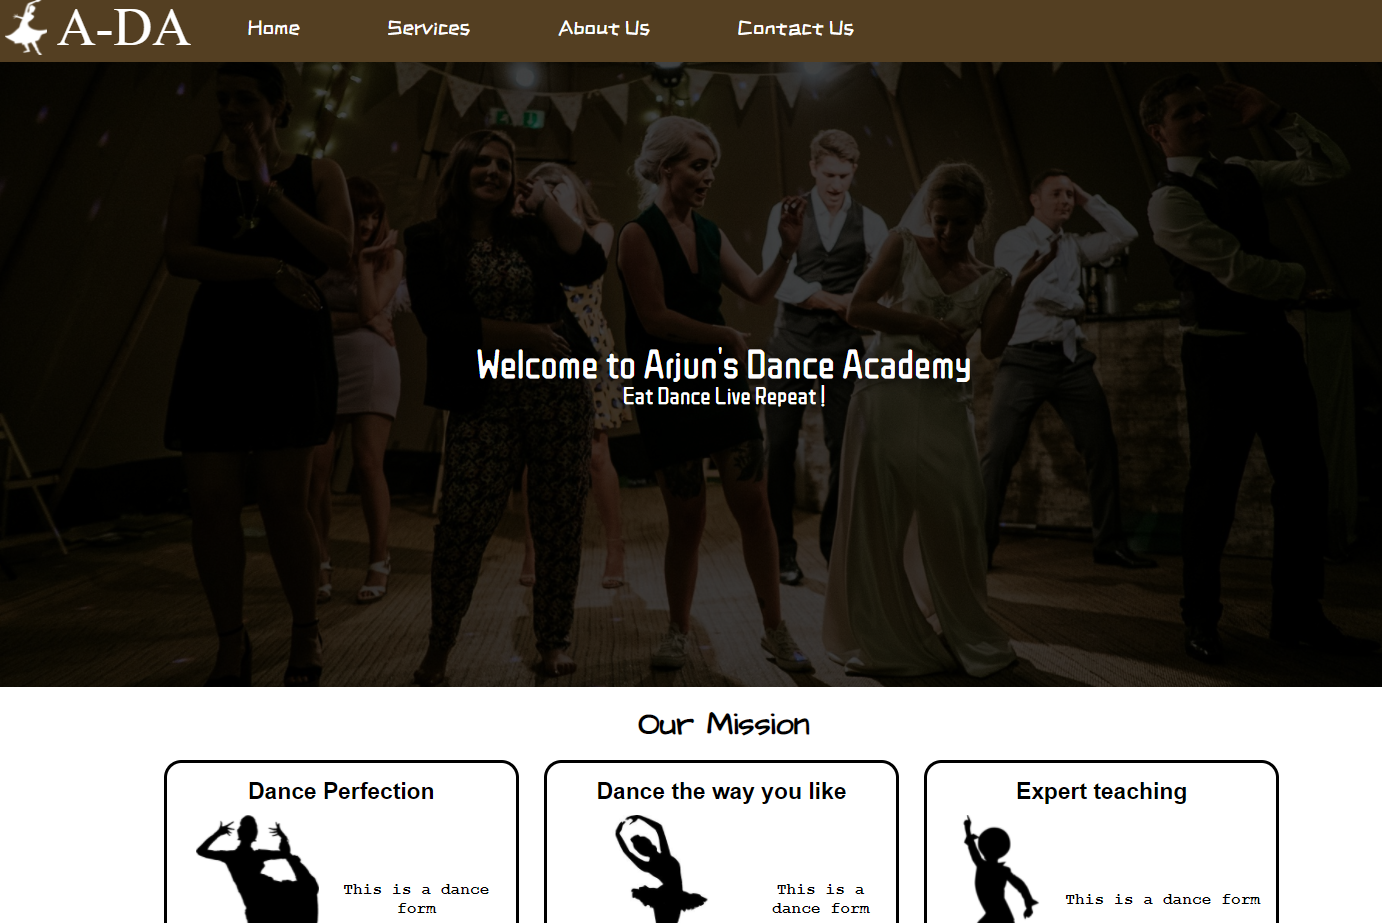 A-DA Home Services About Us Contact Us
Welcome to Arjun's Dance Academy
Eat Dance Live Repeat!
Our Mission
Dance Perfection
This is a dance
form
Dance the way you like
This is a
dance form
Expert teaching
This is a dance form